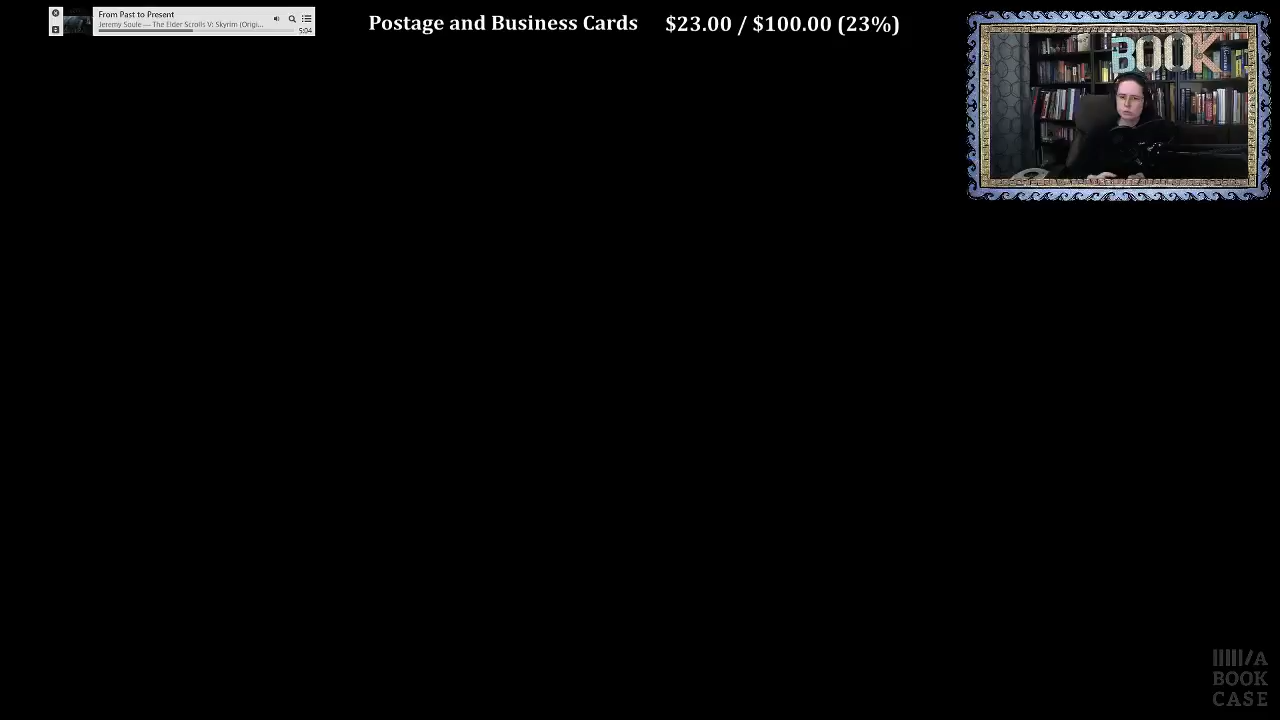 From Past to Present
Jeremy Soule — The Elder Scrolls V: Skyrim (Origi...
5:04
Postage and Business Cards $23.00 / $100.00 (23%)
BOOK
/A
BOOK
CASE